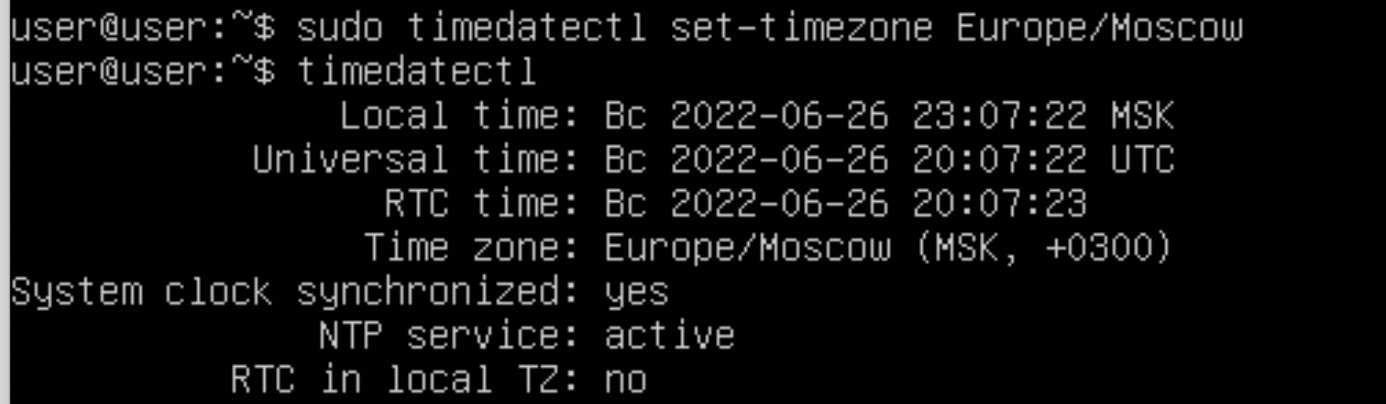 user@user:~$ sudo timedatectl set-timezone Europe/Moscow
user@user:~$ timedatectl
Local time: Вс 2022-06-26 23:07:22 MSK
Universal time: Вс 2022-06-26 20:07:22 UTC
RTC time: Вс 2022-06-26 20:07:23
Time zone: Europe/Moscow (MSK, +0300)
System clock synchronized: yes
NTP service: active
RTC in local TZ: no